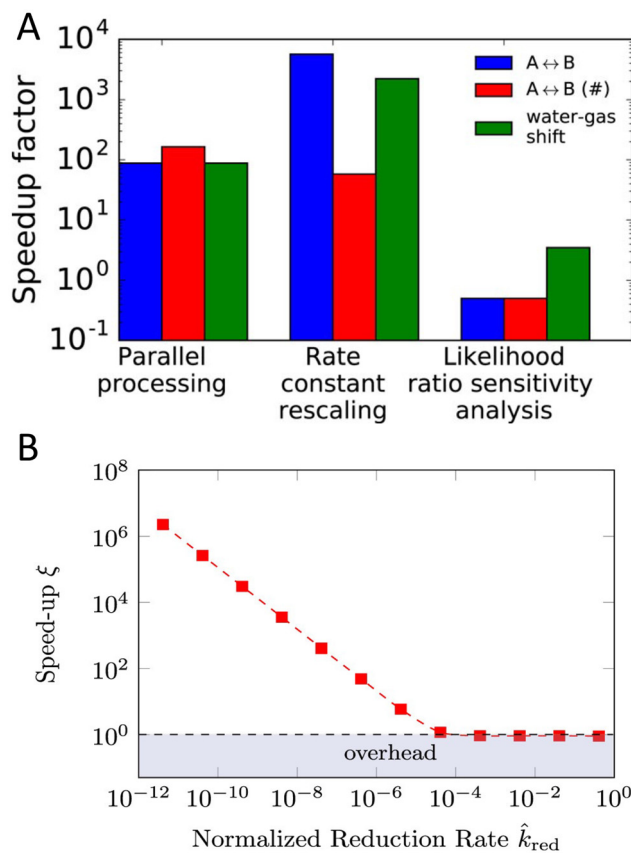 A
Speedup factor
10^4
10^3
10^2
10^1
10^0
10^-1
A ↔ B
A ↔ B (#)
water-gas
shift
Parallel
processing
Rate
constant
rescaling
Likelihood
ratio sensitivity
analysis
B
Speed-up ξ
10^8
10^6
10^4
10^2
10^0
overhead
10^-12 10^-10 10^-8 10^-6 10^-4 10^-2 10^0
Normalized Reduction Rate k̂_red